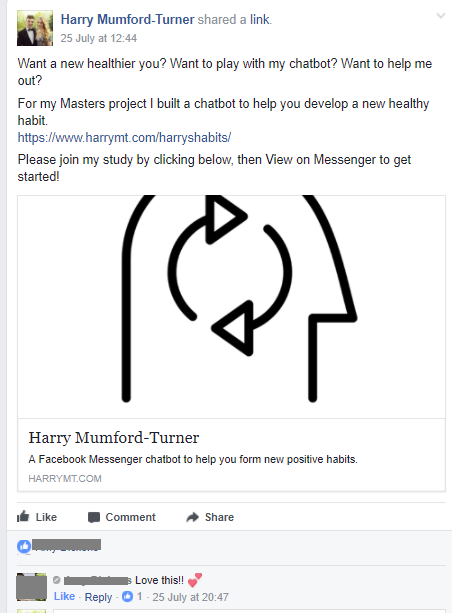 Harry Mumford-Turner shared a link.
25 July at 12:44
Want a new healthier you? Want to play with my chatbot? Want to help me
out?
For my Masters project I built a chatbot to help you develop a new healthy
habit.
https://www.harrymt.com/harryshabits/
Please join my study by clicking below, then View on Messenger to get
started!
Harry Mumford-Turner
A Facebook Messenger chatbot to help you form new positive habits.
HARRYMT.COM
Like Comment Share
Love this!! 💕
Like · Reply · 1 · 25 July at 20:47